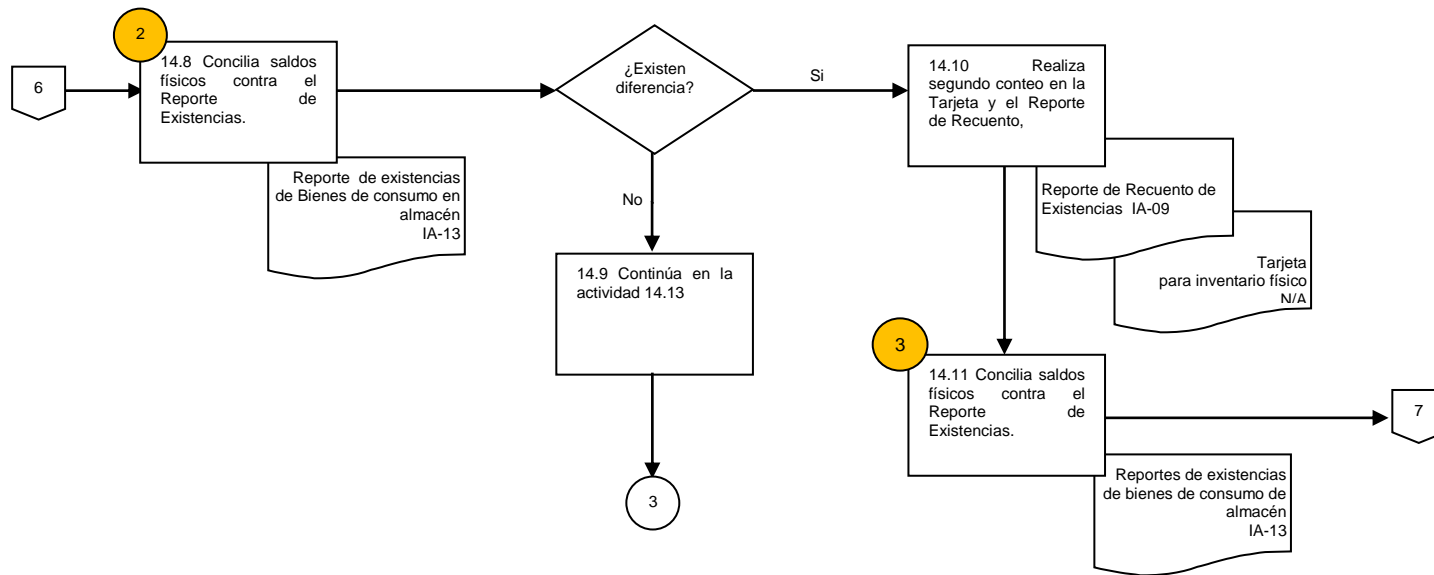 6
2
14.8 Concilia saldos
físicos contra el
Reporte de
Existencias.
Reporte de existencias
de Bienes de consumo en
almacén
IA-13
¿Existen
diferencia?
Si
No
14.9 Continúa en la
actividad 14.13
3
14.10 Realiza
segundo conteo en la
Tarjeta y el Reporte
de Recuento,
Reporte de Recuento de
Existencias IA-09
Tarjeta
para inventario físico
N/A
3
14.11 Concilia saldos
físicos contra el
Reporte de
Existencias.
Reportes de existencias
de bienes de consumo de
almacén
IA-13
7